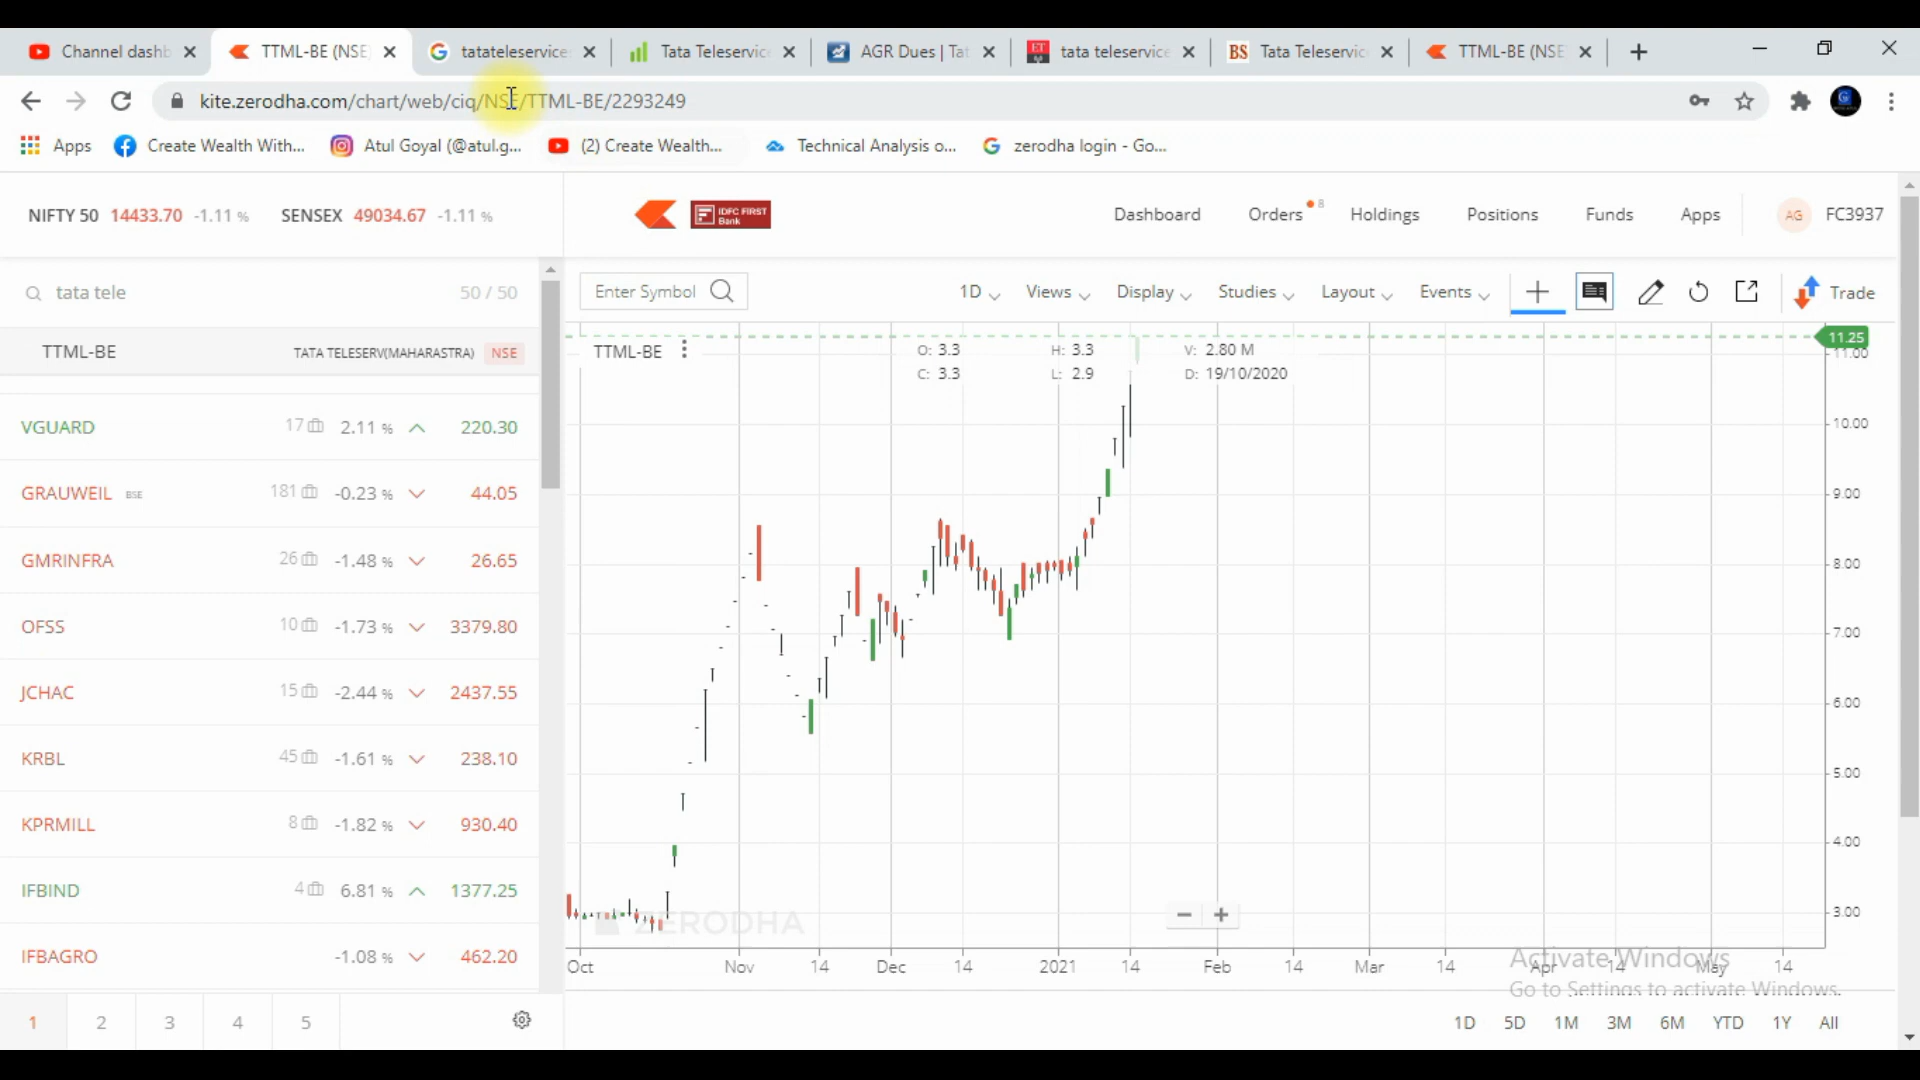 Channel dashb
TTML-BE (NSE
tatateleservice
Tata Teleservic
AGR Dues | Tat
ET
tata teleservice
BS
Tata Teleservic
TTML-BE (NSE
kite.zerodha.com/chart/web/ciq/NSE/TTML-BE/2293249
Apps
Create Wealth With...
Atul Goyal (@atul.g...
(2) Create Wealth...
Technical Analysis o...
zerodha login - Go...
NIFTY 50 14433.70 -1.11 %
SENSEX 49034.67 -1.11 %
IDFC FIRST
Bank
Dashboard
Orders 8
Holdings
Positions
Funds
Apps
AG FC3937
tata tele 50 / 50
Enter Symbol
1D
Views
Display
Studies
Layout
Events
Trade
TTML-BE TATA TELESERV(MAHARASTRA) NSE
VGUARD 17 2.11 % 220.30
GRAUWEIL BSE 181 -0.23 % 44.05
GMRINFRA 26 -1.48 % 26.65
OFSS 10 -1.73 % 3379.80
JCHAC 15 -2.44 % 2437.55
KRBL 45 -1.61 % 238.10
KPRMILL 8 -1.82 % 930.40
IFBIND 4 6.81 % 1377.25
IFBAGRO -1.08 % 462.20
1 2 3 4 5
TTML-BE
O: 3.3 H: 3.3 V: 2.80 M
C: 3.3 L: 2.9 D: 19/10/2020
11.25
11.00
10.00
9.00
8.00
7.00
6.00
5.00
4.00
3.00
ZERODHA
Oct Nov 14 Dec 14 2021 14 Feb 14 Mar 14 Apr 14 May 14
Activate Windows
Go to Settings to activate Windows.
1D 5D 1M 3M 6M YTD 1Y All